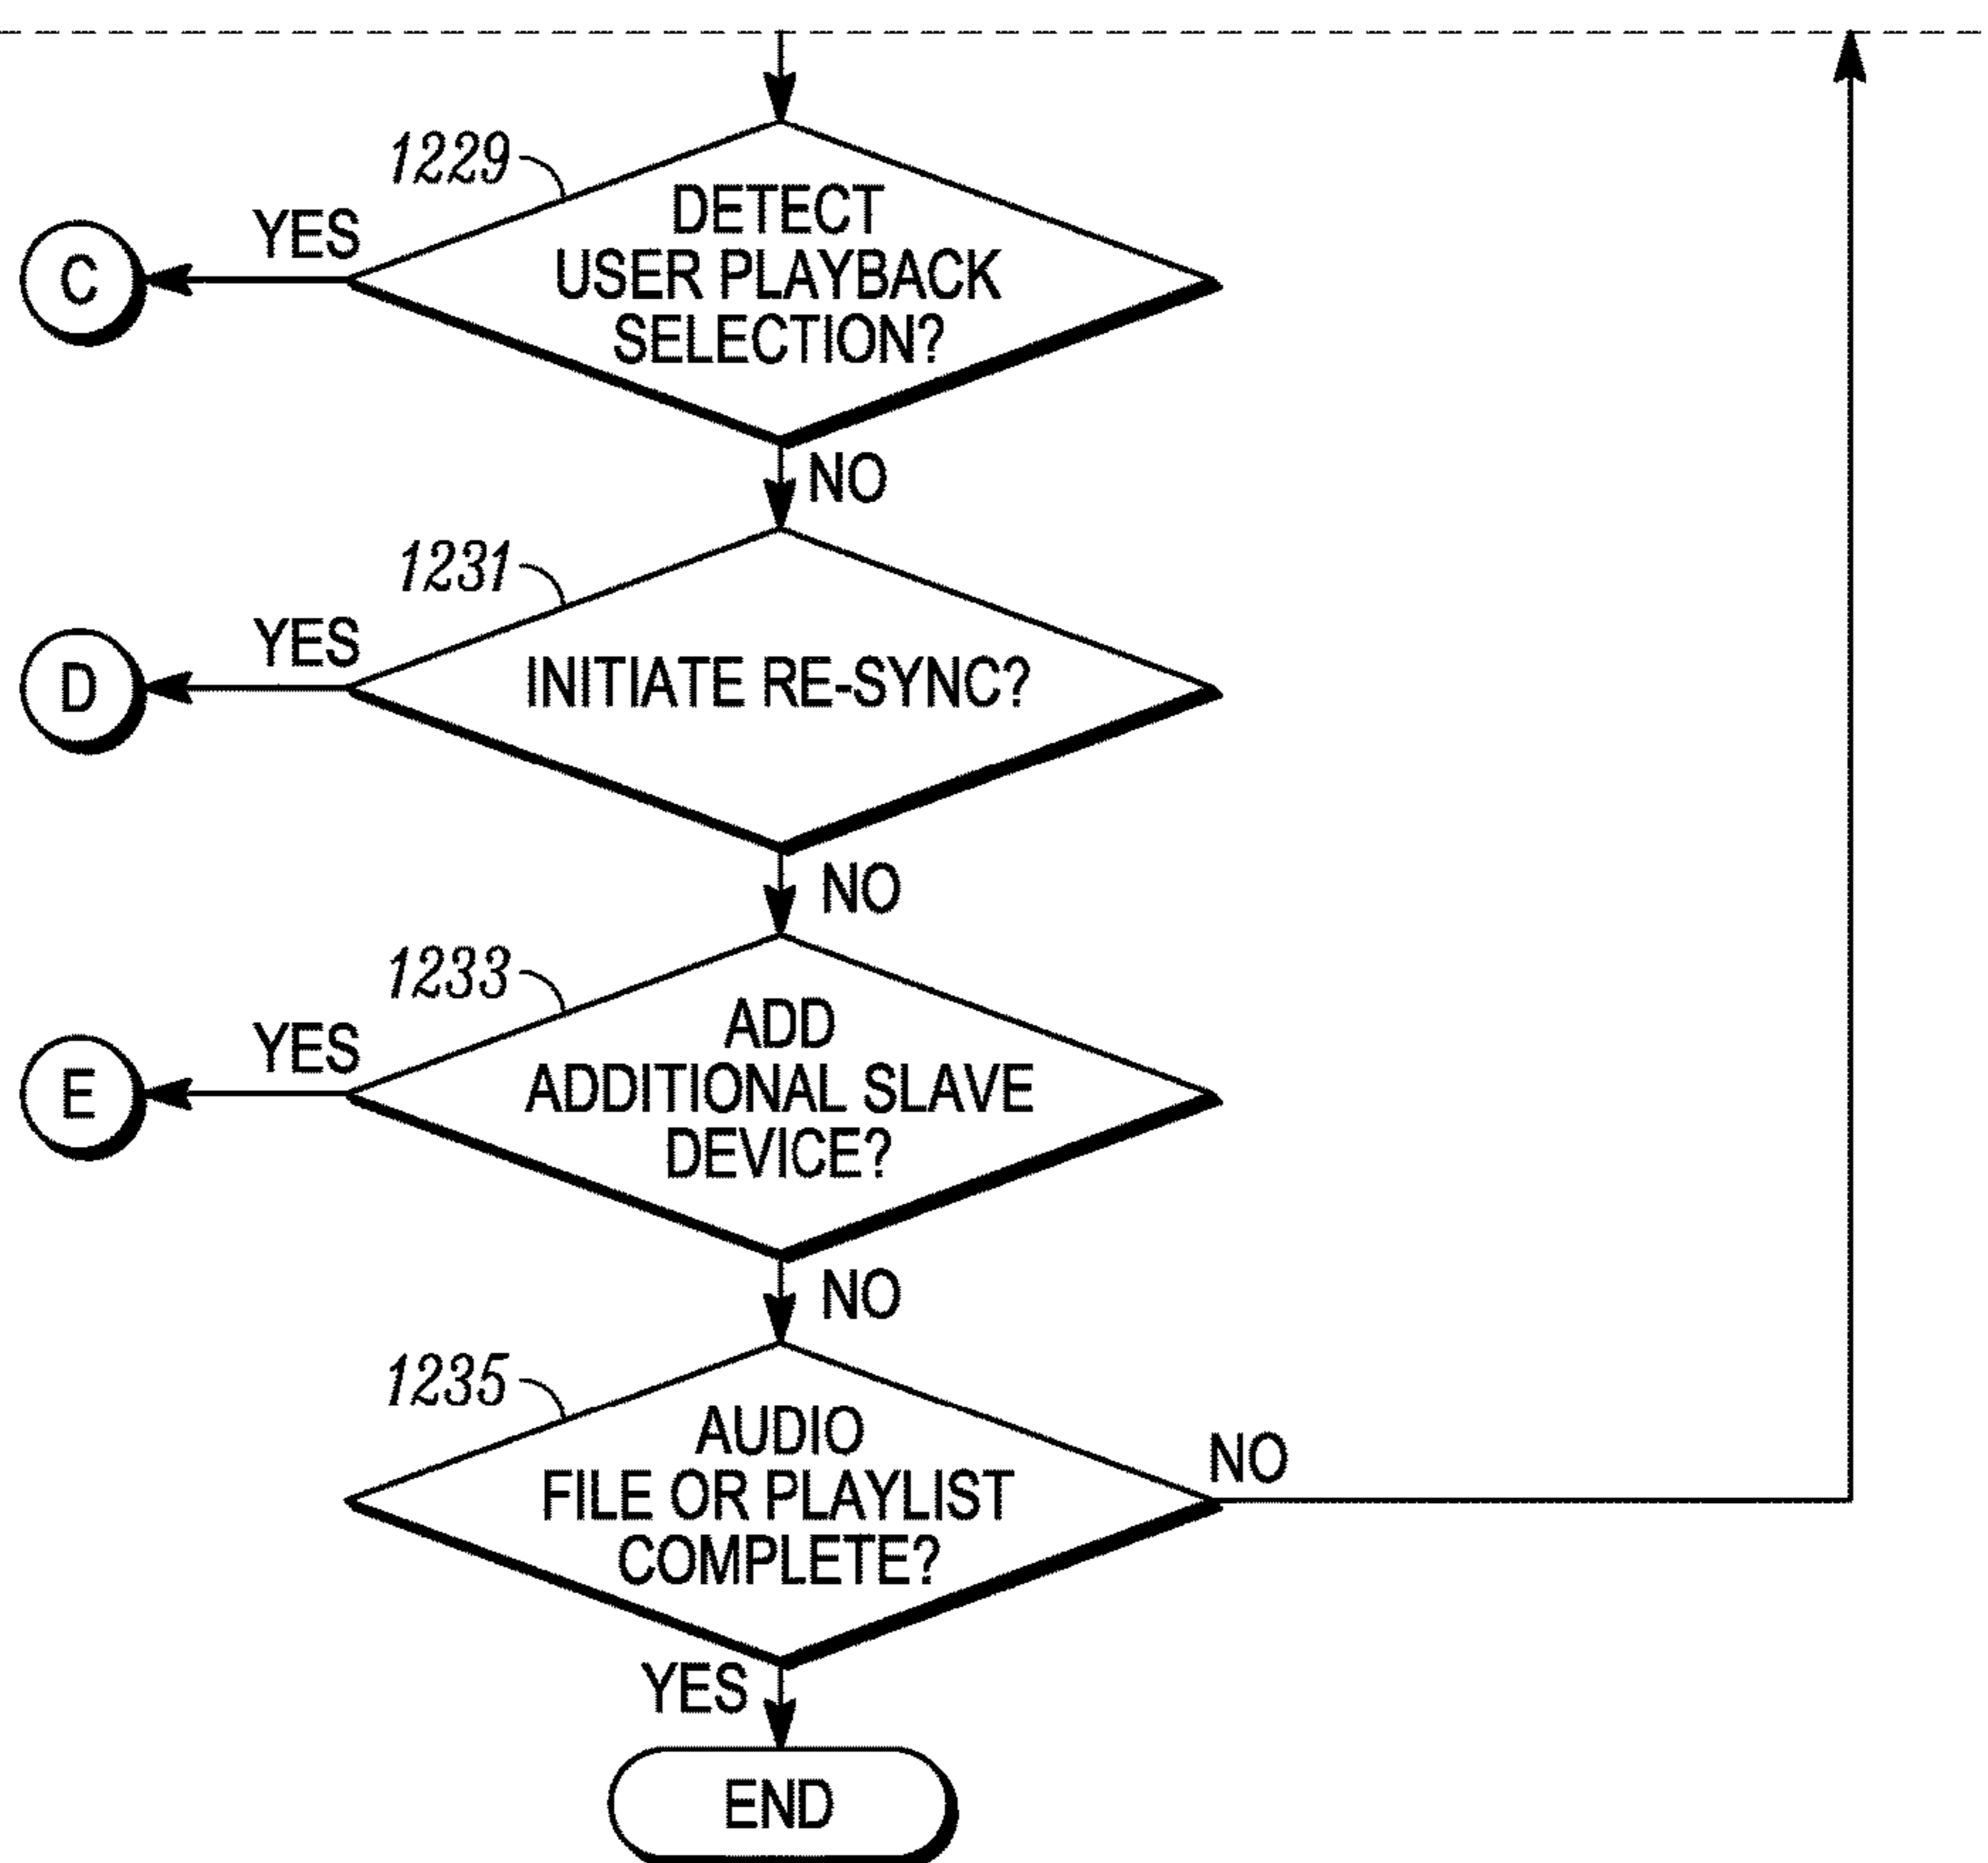 1229
DETECT
USER PLAYBACK
SELECTION?
YES
C
NO
1231
INITIATE RE-SYNC?
YES
D
NO
1233
ADD
ADDITIONAL SLAVE
DEVICE?
YES
E
NO
1235
AUDIO
FILE OR PLAYLIST
COMPLETE?
NO
YES
END